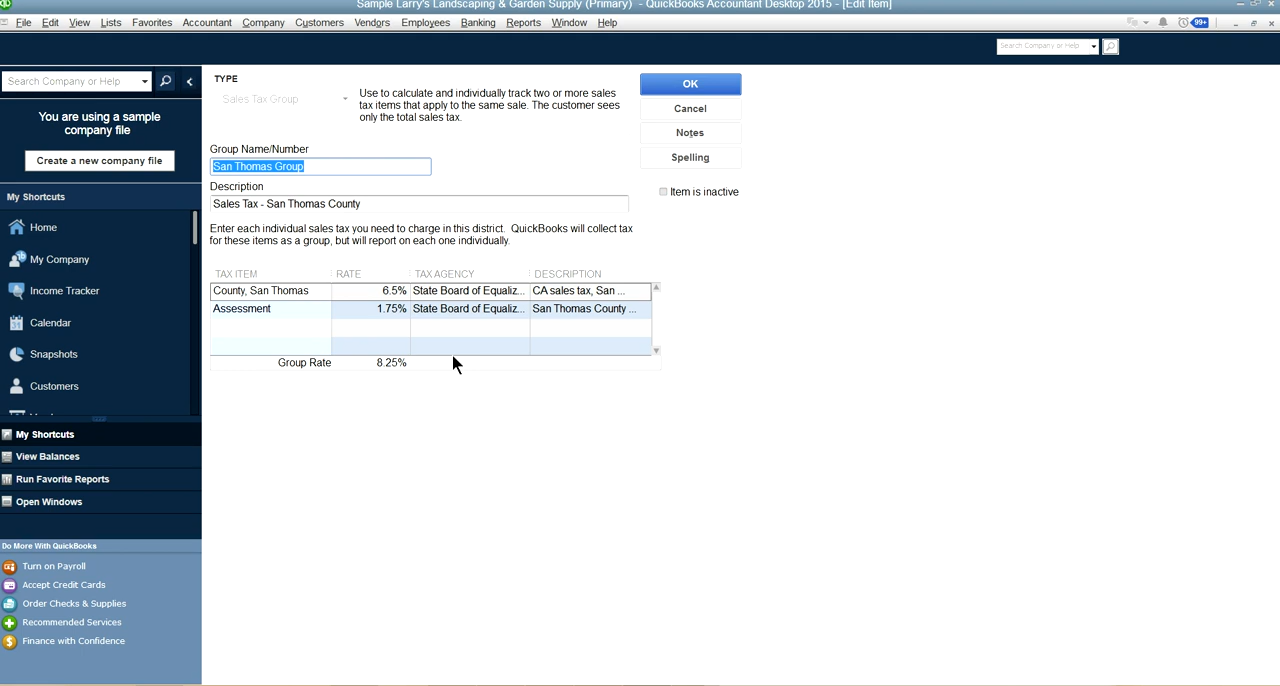 Sample Larry's Landscaping & Garden Supply (Primary) - QuickBooks Accountant Desktop 2015 - [Edit Item]
File Edit View Lists Favorites Accountant Company Customers Vendors Employees Banking Reports Window Help
99+
Search Company or Help
Search Company or Help
You are using a sample
company file
Create a new company file
My Shortcuts
Home
My Company
Income Tracker
Calendar
Snapshots
Customers
My Shortcuts
View Balances
Run Favorite Reports
Open Windows
Do More With QuickBooks
Turn on Payroll
Accept Credit Cards
Order Checks & Supplies
Recommended Services
Finance with Confidence
TYPE
Sales Tax Group
Use to calculate and individually track two or more sales
tax items that apply to the same sale. The customer sees
only the total sales tax.
OK
Cancel
Notes
Spelling
Item is inactive
Group Name/Number
San Thomas Group
Description
Sales Tax - San Thomas County
Enter each individual sales tax you need to charge in this district. QuickBooks will collect tax
for these items as a group, but will report on each one individually.
TAX ITEM RATE TAX AGENCY DESCRIPTION
County, San Thomas 6.5% State Board of Equaliz... CA sales tax, San ...
Assessment 1.75% State Board of Equaliz... San Thomas County ...
Group Rate 8.25%